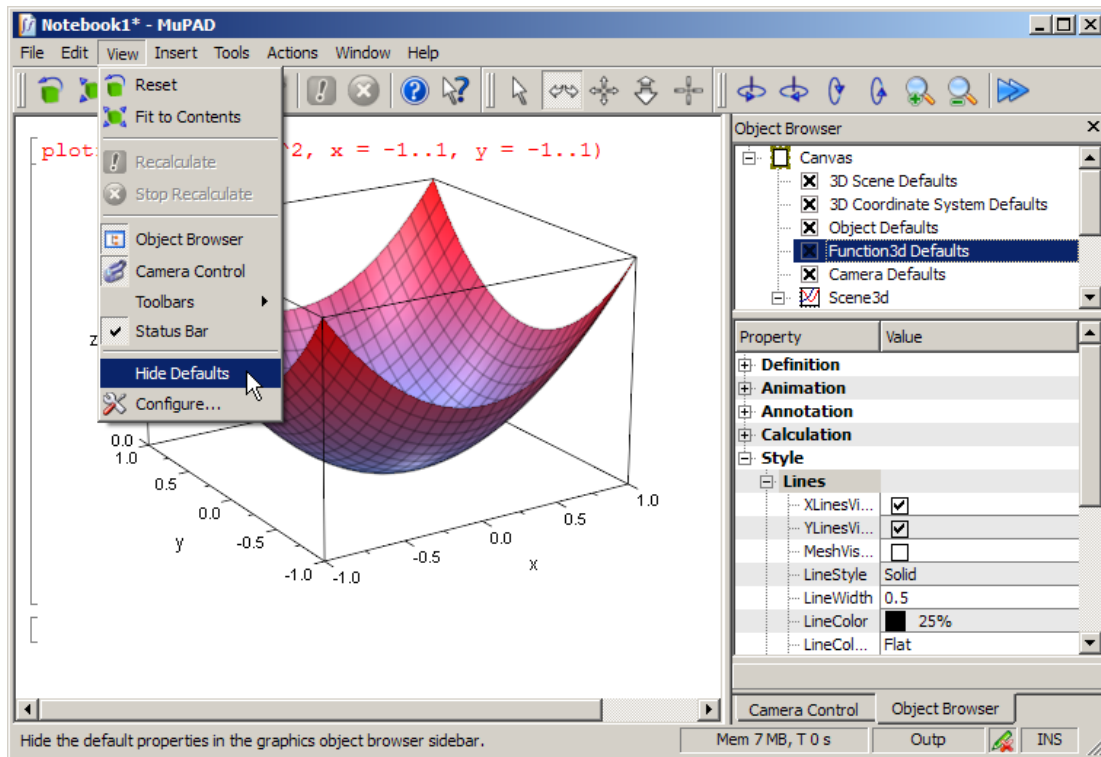 Notebook1* - MuPAD
File Edit View Insert Tools Actions Window Help
Reset
Fit to Contents
Recalculate
Stop Recalculate
Object Browser
Camera Control
Toolbars
Status Bar
Hide Defaults
Configure...
plot ^2, x = -1..1, y = -1..1)
z
0.0
1.0
0.5
0.0
y
-0.5
-1.0
-1.0
-0.5
0.0
x
0.5
1.0
Object Browser
Canvas
3D Scene Defaults
3D Coordinate System Defaults
Object Defaults
Function3d Defaults
Camera Defaults
Scene3d
Property Value
Definition
Animation
Annotation
Calculation
Style
Lines
XLinesVi...
YLinesVi...
MeshVis...
LineStyle Solid
LineWidth 0.5
LineColor 25%
LineCol... Flat
Camera Control Object Browser
Hide the default properties in the graphics object browser sidebar. Mem 7 MB, T 0 s Outp INS